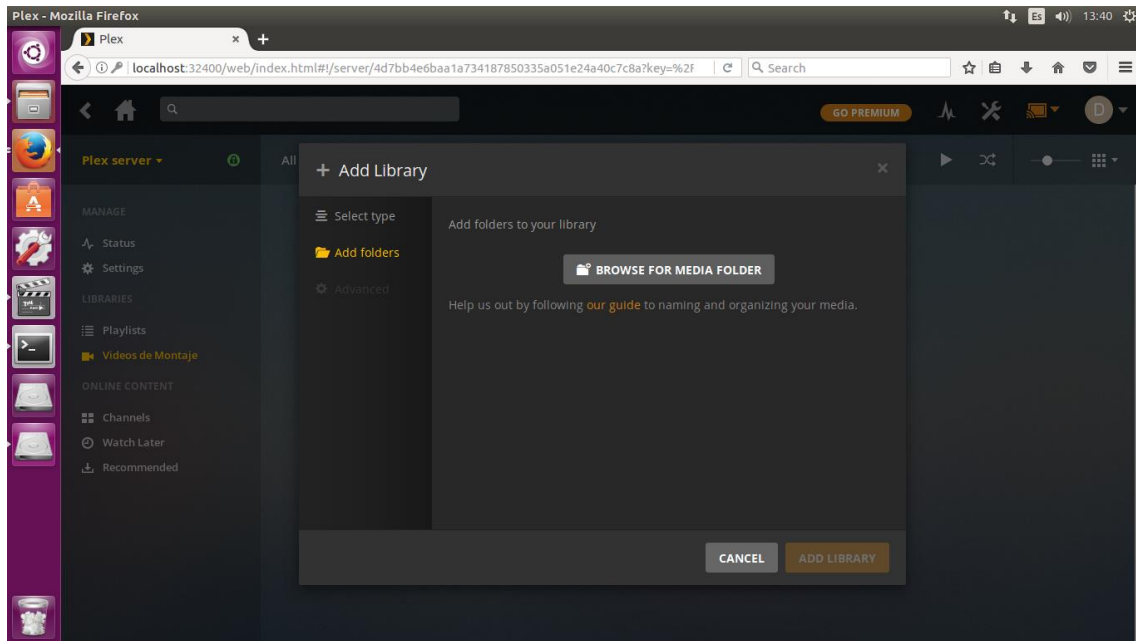 Plex - Mozilla Firefox
Es 13:40
Plex
localhost:32400/web/index.html#!/server/4d7bb4e6baa1a734187850335a051e24a40c7c8a?key=%2F
Search
GO PREMIUM
D
Plex server
All
+ Add Library
MANAGE
Status
Settings
LIBRARIES
Playlists
Videos de Montaje
ONLINE CONTENT
Channels
Watch Later
Recommended
Select type
Add folders
Advanced
Add folders to your library
BROWSE FOR MEDIA FOLDER
Help us out by following our guide to naming and organizing your media.
CANCEL ADD LIBRARY